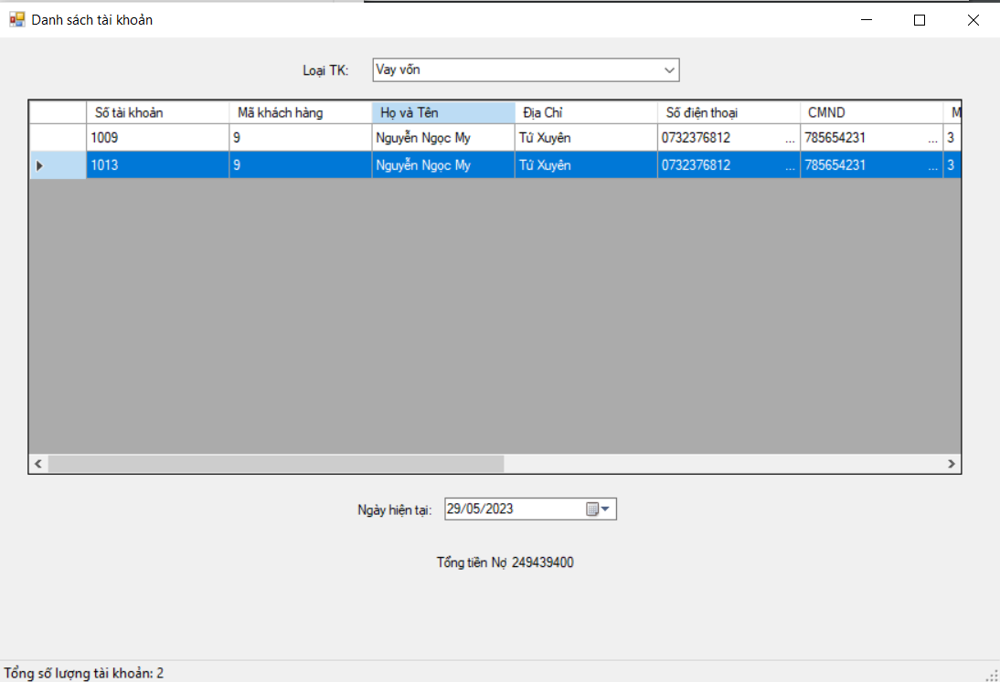 Danh sách tài khoản
Loại TK: Vay vốn
Số tài khoản Mã khách hàng Họ và Tên Địa Chỉ Số điện thoại CMND M
1009 9 Nguyễn Ngọc My Tứ Xuyên 0732376812 ... 785654231 ... 3
1013 9 Nguyễn Ngọc My Tứ Xuyên 0732376812 ... 785654231 ... 3
Ngày hiện tại: 29/05/2023
Tổng tiền Nợ 249439400
Tổng số lượng tài khoản: 2